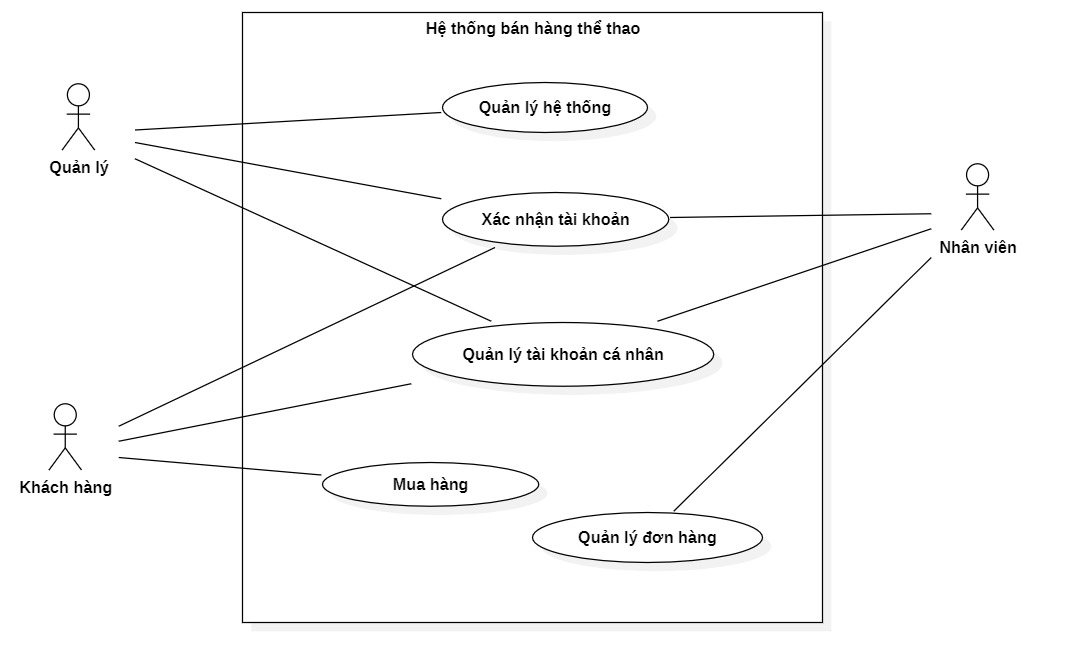 Hệ thống bán hàng thể thao
Quản lý hệ thống
Quản lý
Xác nhận tài khoản
Nhân viên
Quản lý tài khoản cá nhân
Khách hàng
Mua hàng
Quản lý đơn hàng